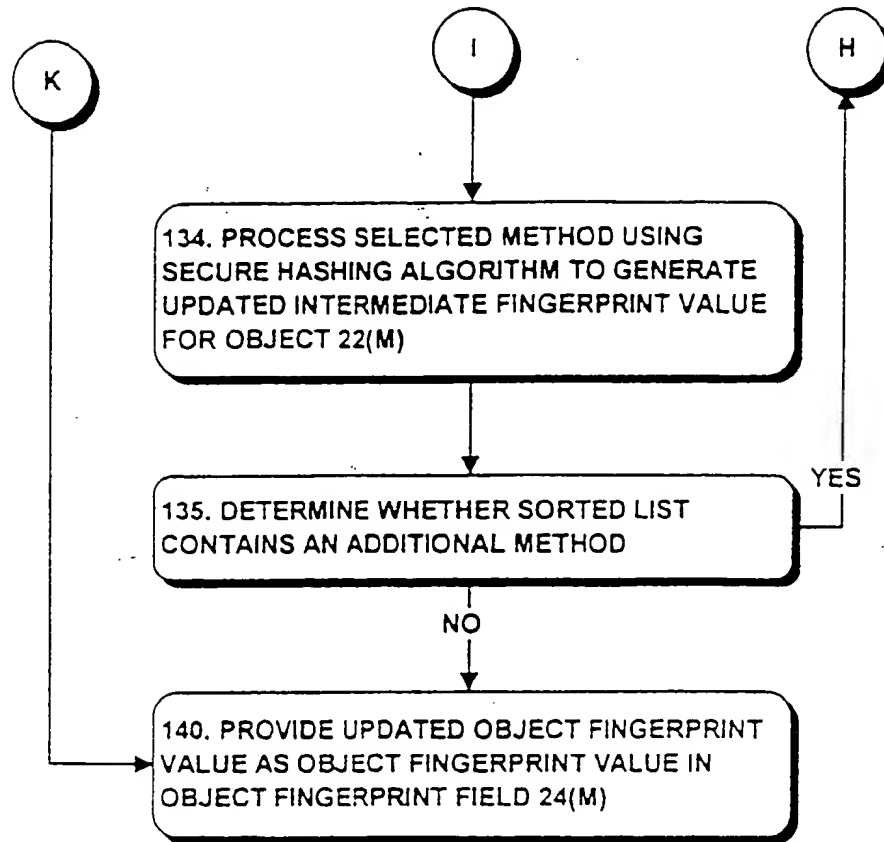 K
I
H
134. PROCESS SELECTED METHOD USING
SECURE HASHING ALGORITHM TO GENERATE
UPDATED INTERMEDIATE FINGERPRINT VALUE
FOR OBJECT 22(M)
YES
135. DETERMINE WHETHER SORTED LIST
CONTAINS AN ADDITIONAL METHOD
NO
140. PROVIDE UPDATED OBJECT FINGERPRINT
VALUE AS OBJECT FINGERPRINT VALUE IN
OBJECT FINGERPRINT FIELD 24(M)